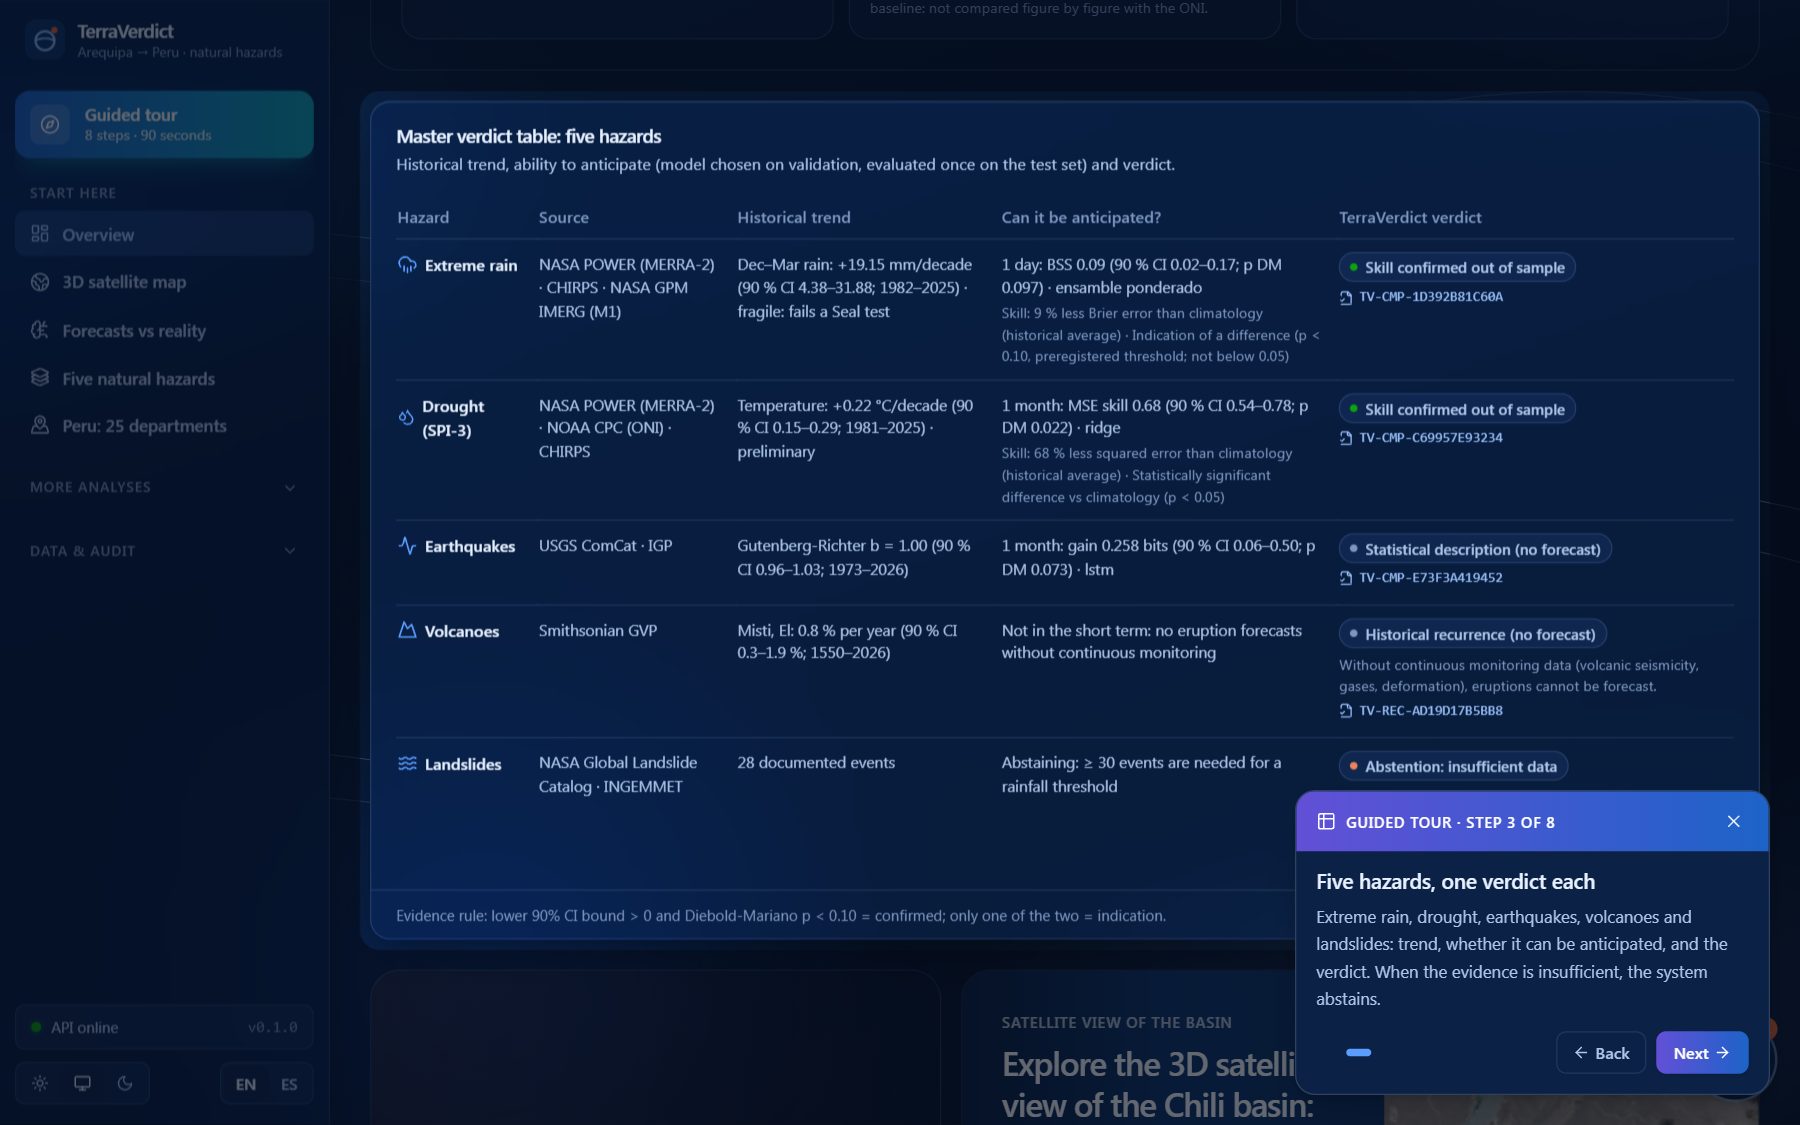 TerraVerdict
Arequipa → Peru · natural hazards
Guided tour
8 steps · 90 seconds
START HERE
Overview
3D satellite map
Forecasts vs reality
Five natural hazards
Peru: 25 departments
MORE ANALYSES
DATA & AUDIT
API online
v0.1.0
EN
ES
baseline: not compared figure by figure with the ONI.
Master verdict table: five hazards
Historical trend, ability to anticipate (model chosen on validation, evaluated once on the test set) and verdict.
Hazard
Source
Historical trend
Can it be anticipated?
TerraVerdict verdict
Extreme rain
NASA POWER (MERRA-2)
· CHIRPS · NASA GPM
IMERG (M1)
Dec–Mar rain: +19.15 mm/decade
(90 % CI 4.38–31.88; 1982–2025) ·
fragile: fails a Seal test
1 day: BSS 0.09 (90 % CI 0.02–0.17; p DM
0.097) · ensamble ponderado
Skill: 9 % less Brier error than climatology
(historical average) · Indication of a difference (p <
0.10, preregistered threshold; not below 0.05)
Skill confirmed out of sample
TV-CMP-1D392B81C60A
Drought
(SPI-3)
NASA POWER (MERRA-2)
· NOAA CPC (ONI) ·
CHIRPS
Temperature: +0.22 °C/decade (90
% CI 0.15–0.29; 1981–2025) ·
preliminary
1 month: MSE skill 0.68 (90 % CI 0.54–0.78; p
DM 0.022) · ridge
Skill: 68 % less squared error than climatology
(historical average) · Statistically significant
difference vs climatology (p < 0.05)
Skill confirmed out of sample
TV-CMP-C69957E93234
Earthquakes
USGS ComCat · IGP
Gutenberg-Richter b = 1.00 (90 %
CI 0.96–1.03; 1973–2026)
1 month: gain 0.258 bits (90 % CI 0.06–0.50; p
DM 0.073) · lstm
Statistical description (no forecast)
TV-CMP-E73F3A419452
Volcanoes
Smithsonian GVP
Misti, El: 0.8 % per year (90 % CI
0.3–1.9 %; 1550–2026)
Not in the short term: no eruption forecasts
without continuous monitoring
Historical recurrence (no forecast)
Without continuous monitoring data (volcanic seismicity,
gases, deformation), eruptions cannot be forecast.
TV-REC-AD19D17B5BB8
Landslides
NASA Global Landslide
Catalog · INGEMMET
28 documented events
Abstaining: ≥ 30 events are needed for a
rainfall threshold
Abstention: insufficient data
Evidence rule: lower 90% CI bound > 0 and Diebold-Mariano p < 0.10 = confirmed; only one of the two = indication.
SATELLITE VIEW OF THE BASIN
Explore the 3D satelli
view of the Chili basin:
GUIDED TOUR · STEP 3 OF 8
Five hazards, one verdict each
Extreme rain, drought, earthquakes, volcanoes and
landslides: trend, whether it can be anticipated, and the
verdict. When the evidence is insufficient, the system
abstains.
← Back
Next →